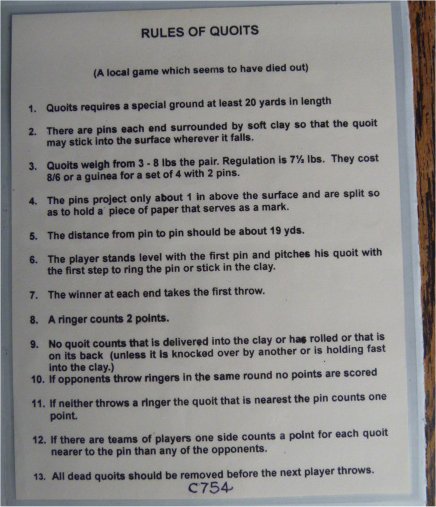 RULES OF QUOITS
(A local game which seems to have died out)
1. Quoits requires a special ground at least 20 yards in length
2. There are pins each end surrounded by soft clay so that the quoit
may stick into the surface wherever it falls.
3. Quoits weigh from 3 - 8 lbs the pair. Regulation is 7½ lbs. They cost
8/6 or a guinea for a set of 4 with 2 pins.
4. The pins project only about 1 in above the surface and are split so
as to hold a piece of paper that serves as a mark.
5. The distance from pin to pin should be about 19 yds.
6. The player stands level with the first pin and pitches his quoit with
the first step to ring the pin or stick in the clay.
7. The winner at each end takes the first throw.
8. A ringer counts 2 points.
9. No quoit counts that is delivered into the clay or has rolled or that is
on its back (unless it is knocked over by another or is holding fast
into the clay.)
10. If opponents throw ringers in the same round no points are scored
11. If neither throws a ringer the quoit that is nearest the pin counts one
point.
12. If there are teams of players one side counts a point for each quoit
nearer to the pin than any of the opponents.
13. All dead quoits should be removed before the next player throws.
C754